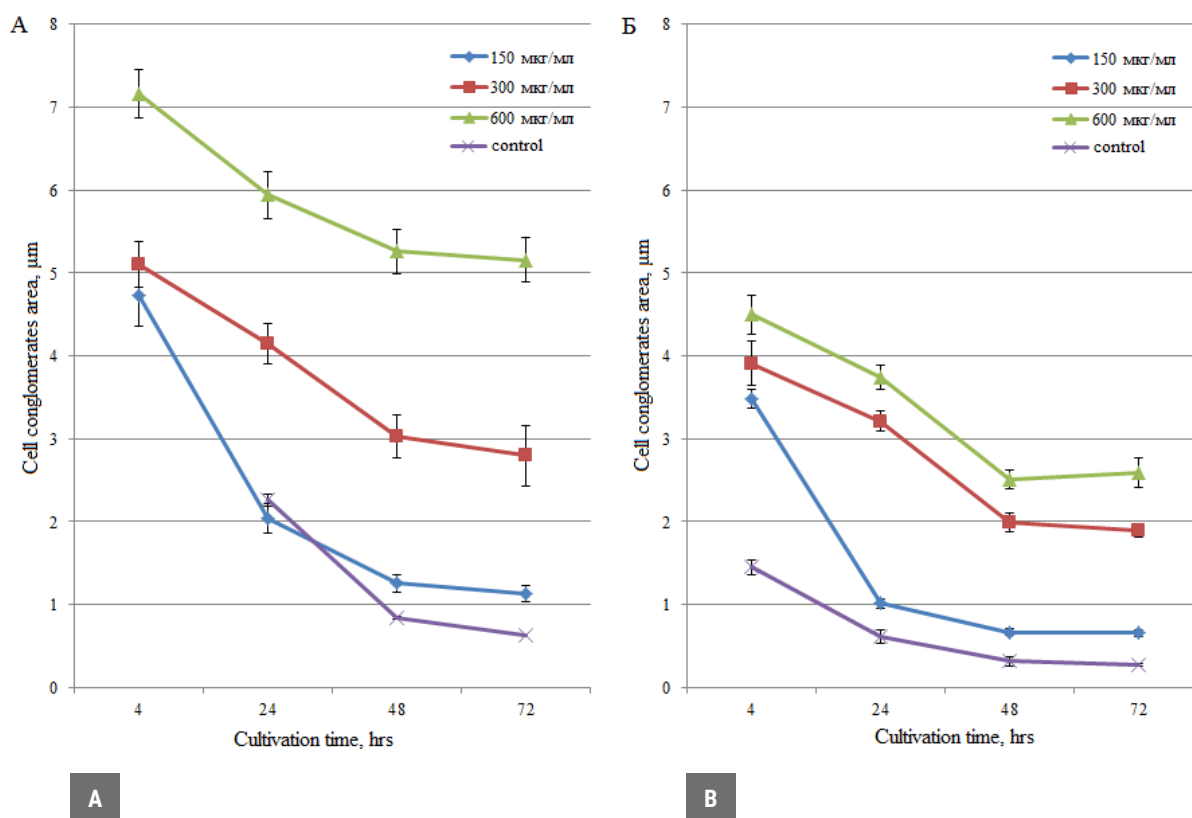 А
8
7
6
5
4
3
2
1
0
Cell conglomerates area, µm
150 мкг/мл
300 мкг/мл
600 мкг/мл
control
4 24 48 72
Cultivation time, hrs
A
Б
8
7
6
5
4
3
2
1
0
Cell conglomerates area, µm
150 мкг/мл
300 мкг/мл
600 мкг/мл
control
4 24 48 72
Cultivation time, hrs
B